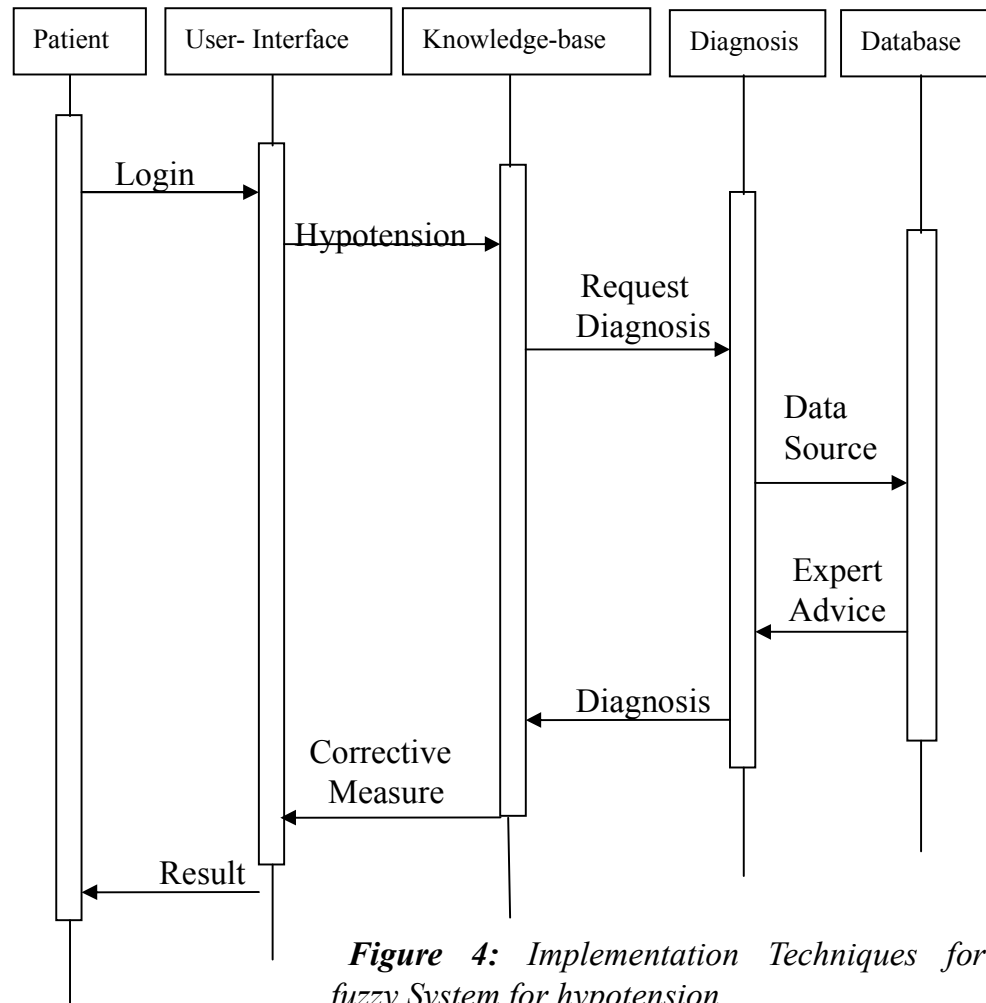 Patient
User- Interface
Knowledge-base
Diagnosis
Database
Login
Hypotension
Request
Diagnosis
Data
Source
Expert
Advice
Diagnosis
Corrective
Measure
Result
Figure 4: Implementation Techniques for
fuzzy System for hypotension